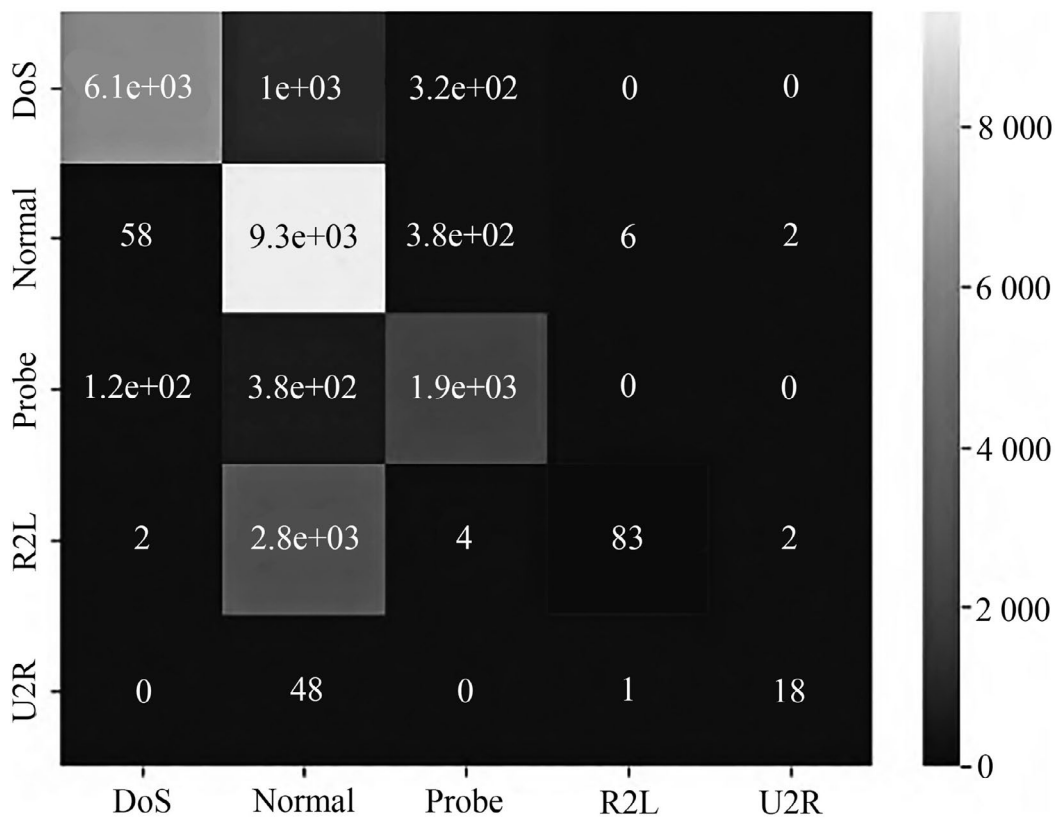 DoS 6.1e+03 1e+03 3.2e+02 0 0
Normal 58 9.3e+03 3.8e+02 6 2
Probe 1.2e+02 3.8e+02 1.9e+03 0 0
R2L 2 2.8e+03 4 83 2
U2R 0 48 0 1 18
DoS Normal Probe R2L U2R
8 000
6 000
4 000
2 000
0